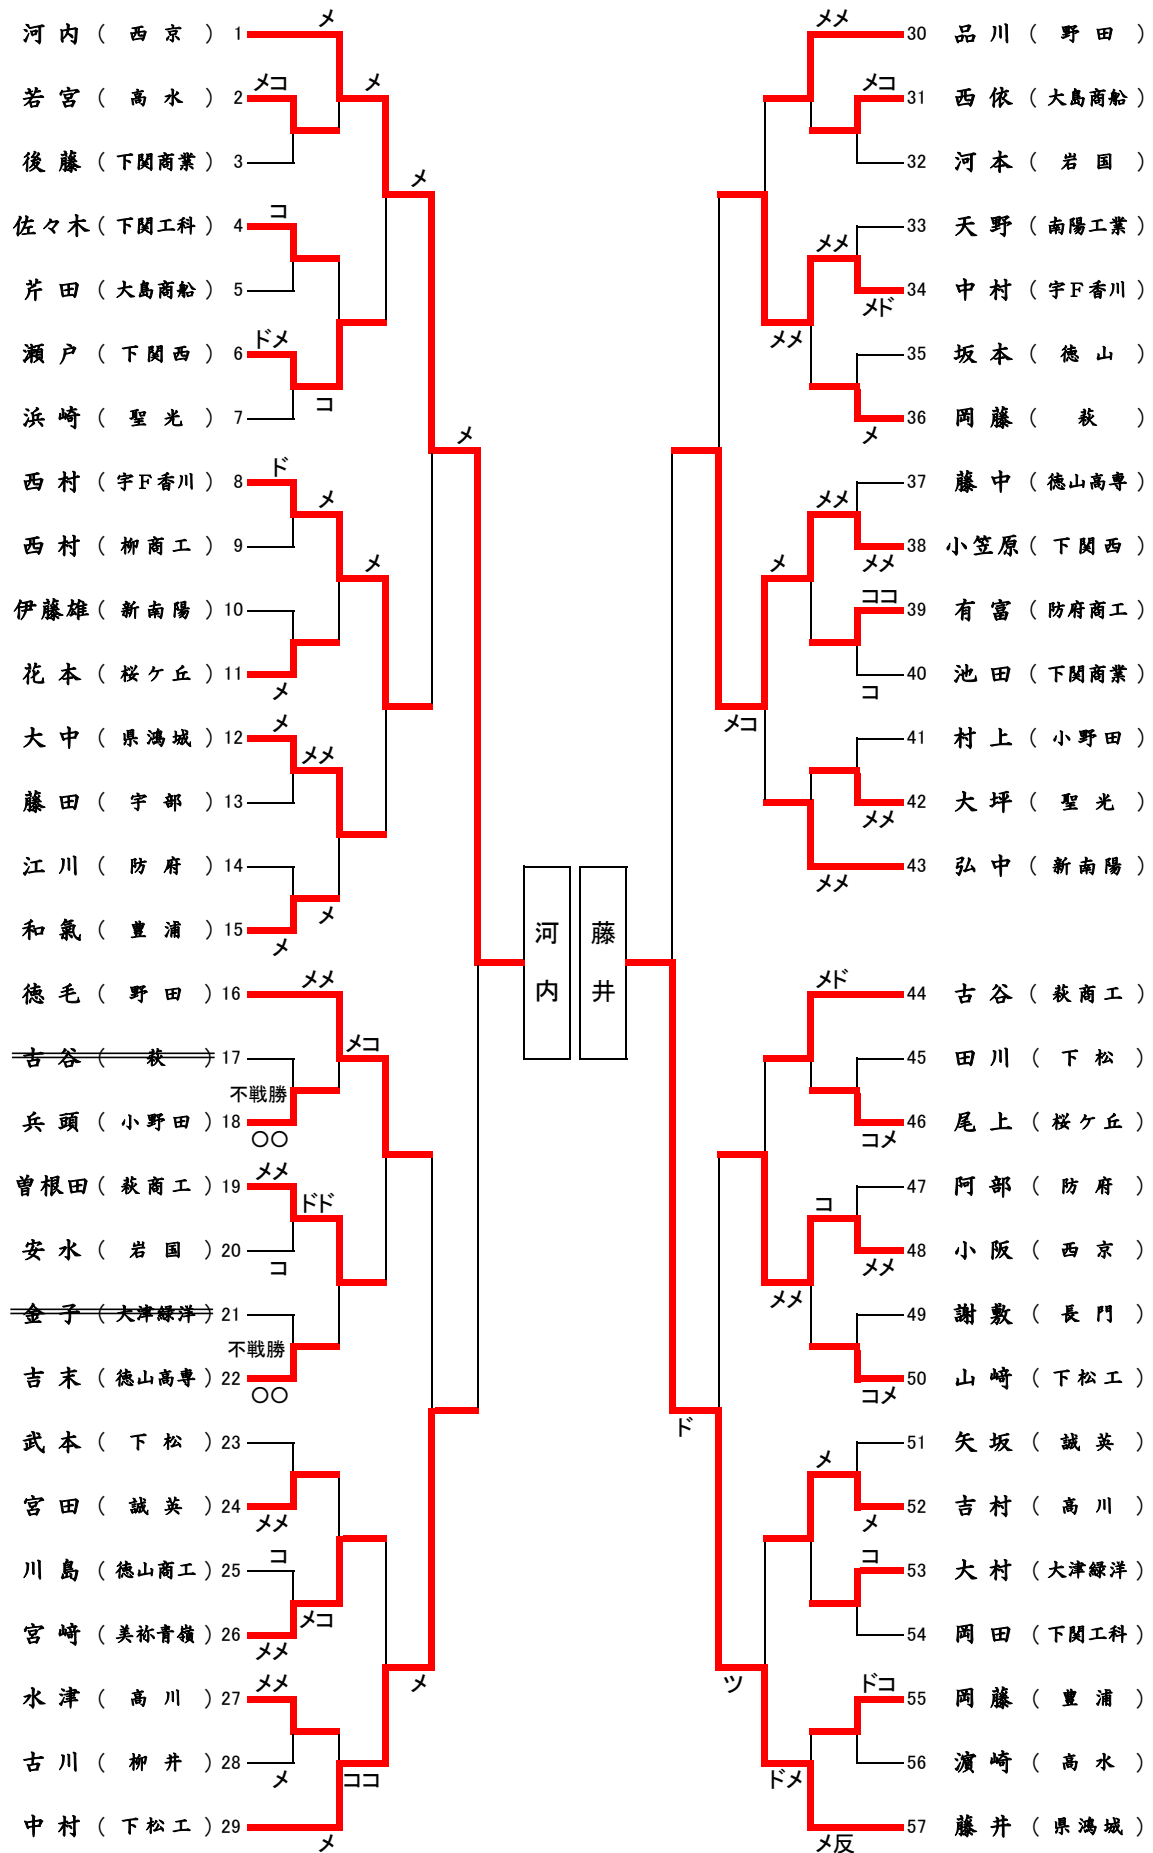 河内（西京）1
メ
若宮（高水）2
メコ
メ
後藤（下関商業）3
メ
佐々木（下関工科）4
コ
芹田（大島商船）5
瀬戸（下関西）6
ドメ
浜崎（聖光）7
コ
メ
西村（宇F香川）8
ド
メ
西村（柳商工）9
メ
伊藤雄（新南陽）10
花本（桜ケ丘）11
メ
大中（県鴻城）12
メ
メメ
藤田（宇部）13
江川（防府）14
和氣（豊浦）15
メ
メ
徳毛（野田）16
メメ
メコ
古谷（萩）17
不戦勝
兵頭（小野田）18
〇〇
曽根田（萩商工）19
メメ
ドド
安水（岩国）20
コ
金子（大津緑洋）21
不戦勝
吉末（徳山高専）22
〇〇
武本（下松）23
宮田（誠英）24
メメ
川島（徳山商工）25
コ
メコ
宮﨑（美祢青嶺）26
メメ
水津（高川）27
メメ
メ
古川（柳井）28
メ
ココ
中村（下松工）29
メ
河内
藤井
メメ
30 品川（野田）
メコ
31 西依（大島商船）
32 河本（岩国）
33 天野（南陽工業）
メメ
34 中村（宇F香川）
メド
メメ
35 坂本（徳山）
36 岡藤（萩）
メ
37 藤中（徳山高専）
メメ
38 小笠原（下関西）
メメ
メ
ココ
39 有富（防府商工）
40 池田（下関商業）
コ
メコ
41 村上（小野田）
42 大坪（聖光）
メメ
43 弘中（新南陽）
メメ
メド
44 古谷（萩商工）
45 田川（下松）
46 尾上（桜ケ丘）
コメ
47 阿部（防府）
コ
48 小阪（西京）
メメ
メメ
49 謝敷（長門）
50 山﨑（下松工）
コメ
ド
51 矢坂（誠英）
メ
52 吉村（高川）
メ
コ
53 大村（大津緑洋）
54 岡田（下関工科）
ツ
ドコ
55 岡藤（豊浦）
56 濵崎（高水）
ドメ
57 藤井（県鴻城）
メ反